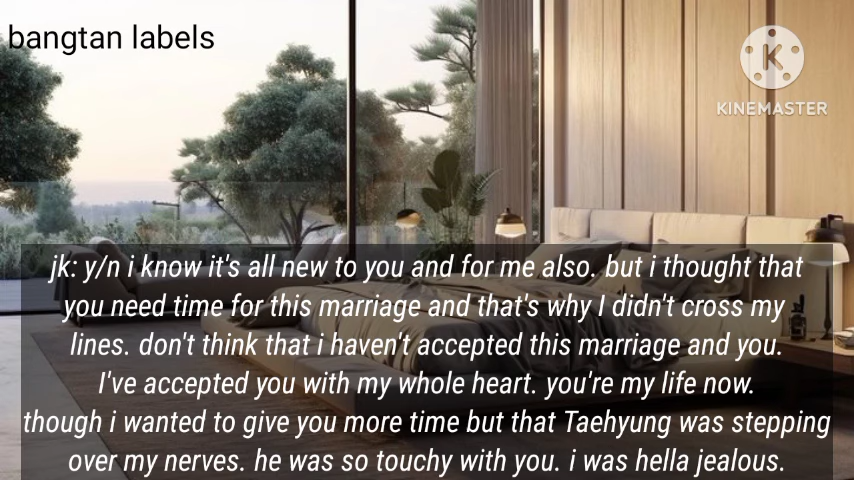 bangtan labels
KINEMASTER
jk: y/n i know it's all new to you and for me also. but i thought that
you need time for this marriage and that's why I didn't cross my
lines. don't think that i haven't accepted this marriage and you.
I've accepted you with my whole heart. you're my life now.
though i wanted to give you more time but that Taehyung was stepping
over my nerves. he was so touchy with you. i was hella jealous.